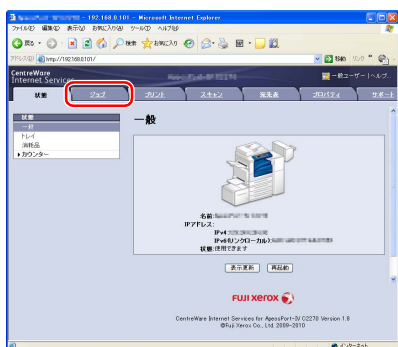 - 192.168.0.101 - Microsoft Internet Explorer
ファイル(F) 編集(E) 表示(V) お気に入り(A) ツール(T) ヘルプ(H)
戻る 検索 お気に入り
アドレス(D) http://192.168.0.101/ 移動 リンク
CentreWare
Internet Services
一般ユーザー | ヘルプ
状態 ジョブ プリント スキャン プロパティ サポート
状態
一般
トレイ
消耗品
カウンター
一般
名前:
IPアドレス:
IPv4:
IPv6(リンクローカル):
状態:使用できます
表示更新 再起動
FUJI XEROX
CentreWare Internet Services for ApeosPort-IV C2270 Version 1.8
©Fuji Xerox Co., Ltd. 2009-2010
インターネット